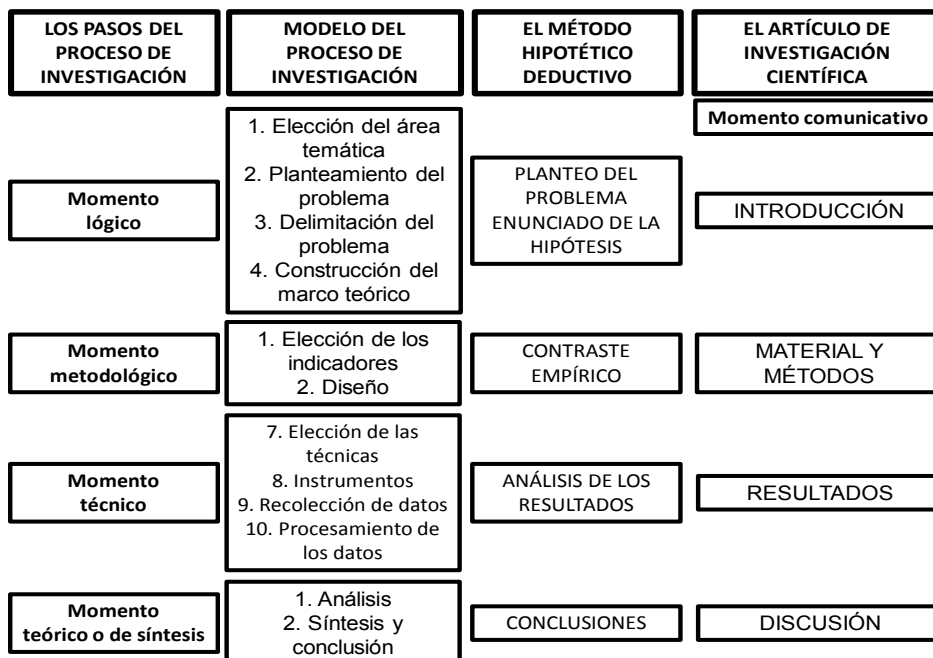 LOS PASOS DEL
PROCESO DE
INVESTIGACIÓN
MODELO DEL
PROCESO DE
INVESTIGACIÓN
EL MÉTODO
HIPOTÉTICO
DEDUCTIVO
EL ARTÍCULO DE
INVESTIGACIÓN
CIENTÍFICA
Momento comunicativo
Momento
lógico
1. Elección del área
temática
2. Planteamiento del
problema
3. Delimitación del
problema
4. Construcción del
marco teórico
PLANTEO DEL
PROBLEMA
ENUNCIADO DE LA
HIPÓTESIS
INTRODUCCIÓN
Momento
metodológico
1. Elección de los
indicadores
2. Diseño
CONTRASTE
EMPÍRICO
MATERIAL Y
MÉTODOS
Momento
técnico
7. Elección de las
técnicas
8. Instrumentos
9. Recolección de datos
10. Procesamiento de
los datos
ANÁLISIS DE LOS
RESULTADOS
RESULTADOS
Momento
teórico o de síntesis
1. Análisis
2. Síntesis y
conclusión
CONCLUSIONES
DISCUSIÓN